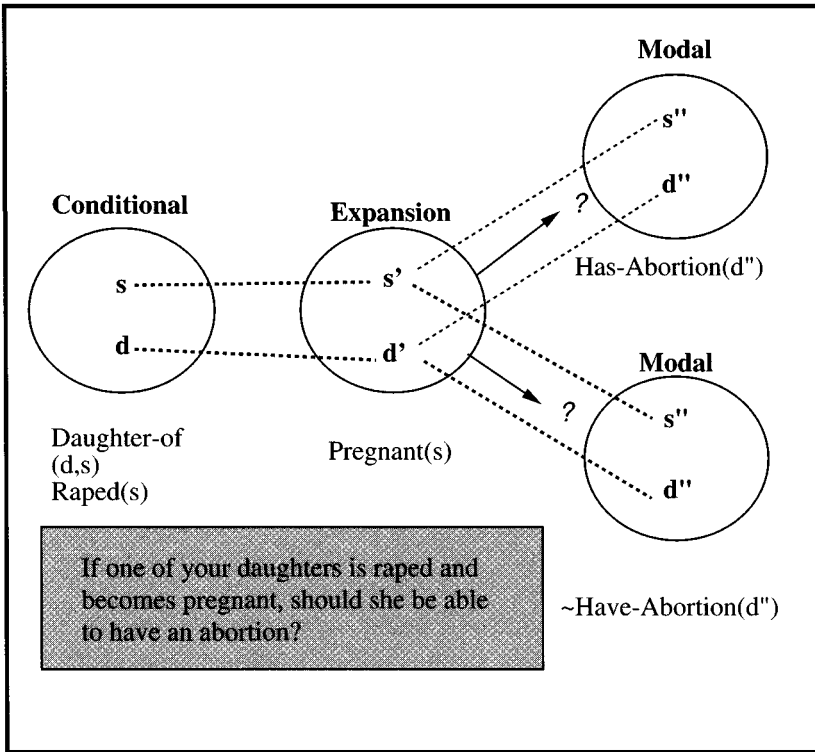 Modal
s"
d"
?
Has-Abortion(d")
Conditional
s
d
Daughter-of
(d,s)
Raped(s)
Expansion
s’
d’
Pregnant(s)
Modal
?
s"
d"
~Have-Abortion(d")
If one of your daughters is raped and
becomes pregnant, should she be able
to have an abortion?